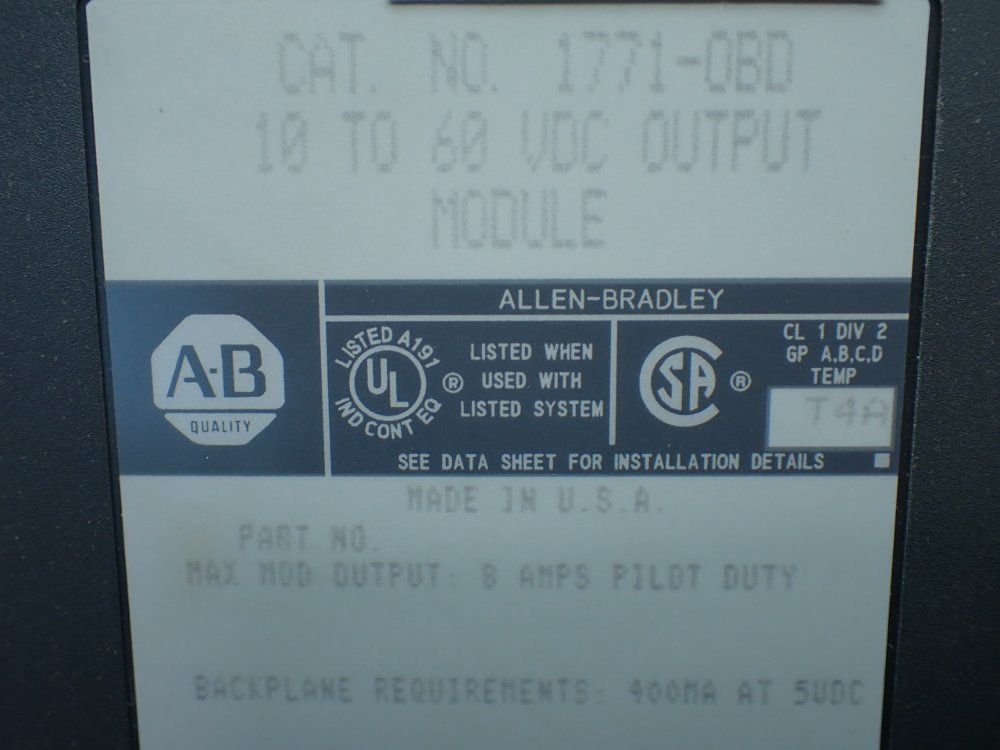 CAT. NO. 1771-OBD
10 TO 60 VDC OUTPUT
MODULE
ALLEN-BRADLEY
A-B
QUALITY
LISTED A191
UL
IND CONT EQ
®
LISTED WHEN
USED WITH
LISTED SYSTEM
SA
®
CL 1 DIV 2
GP A,B,C,D
TEMP
T4A
SEE DATA SHEET FOR INSTALLATION DETAILS
MADE IN U.S.A.
PART NO.
MAX MOD OUTPUT: 8 AMPS PILOT DUTY
BACKPLANE REQUIREMENTS: 400MA AT 5VDC